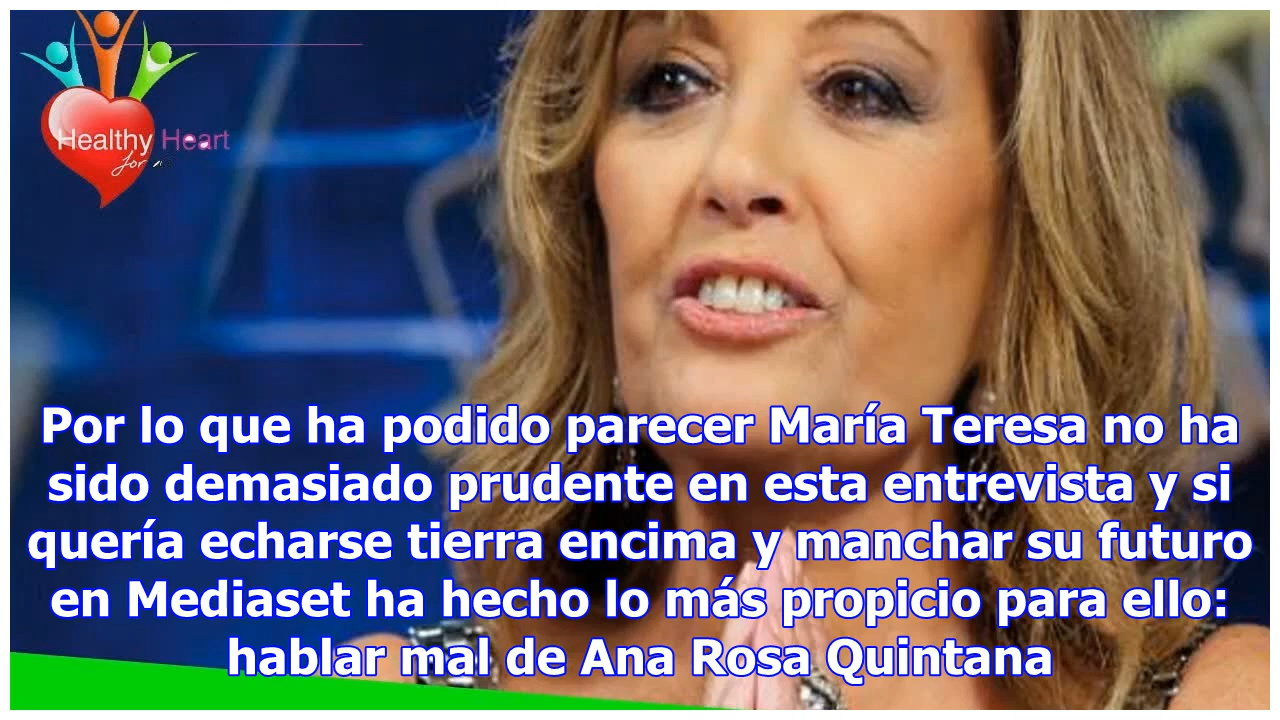 Healthy Heart
for
Por lo que ha podido parecer María Teresa no ha
sido demasiado prudente en esta entrevista y si
quería echarse tierra encima y manchar su futuro
en Mediaset ha hecho lo más propicio para ello:
hablar mal de Ana Rosa Quintana